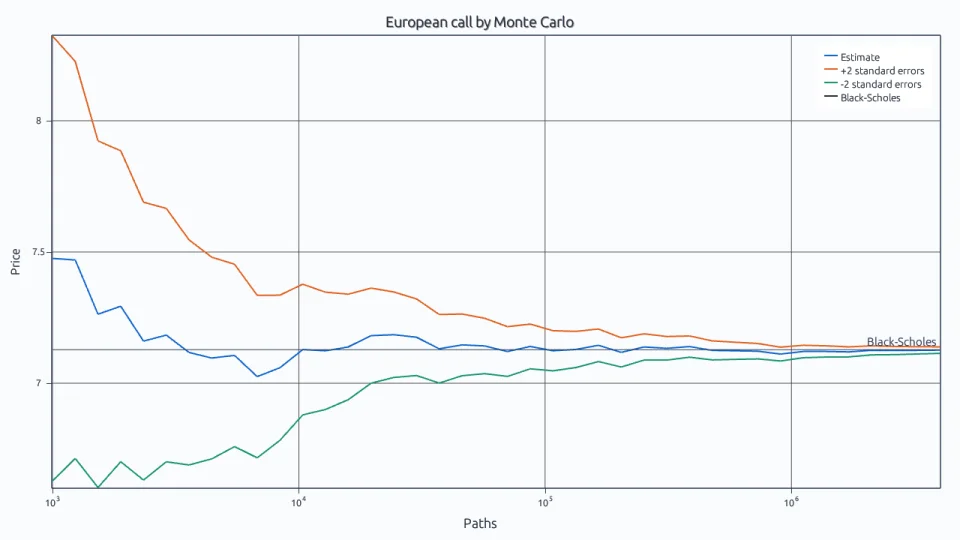 European call by Monte Carlo
Estimate
+2 standard errors
-2 standard errors
Black-Scholes
8
7.5
7
Price
Black-Scholes
10³
10⁴
10⁵
10⁶
Paths